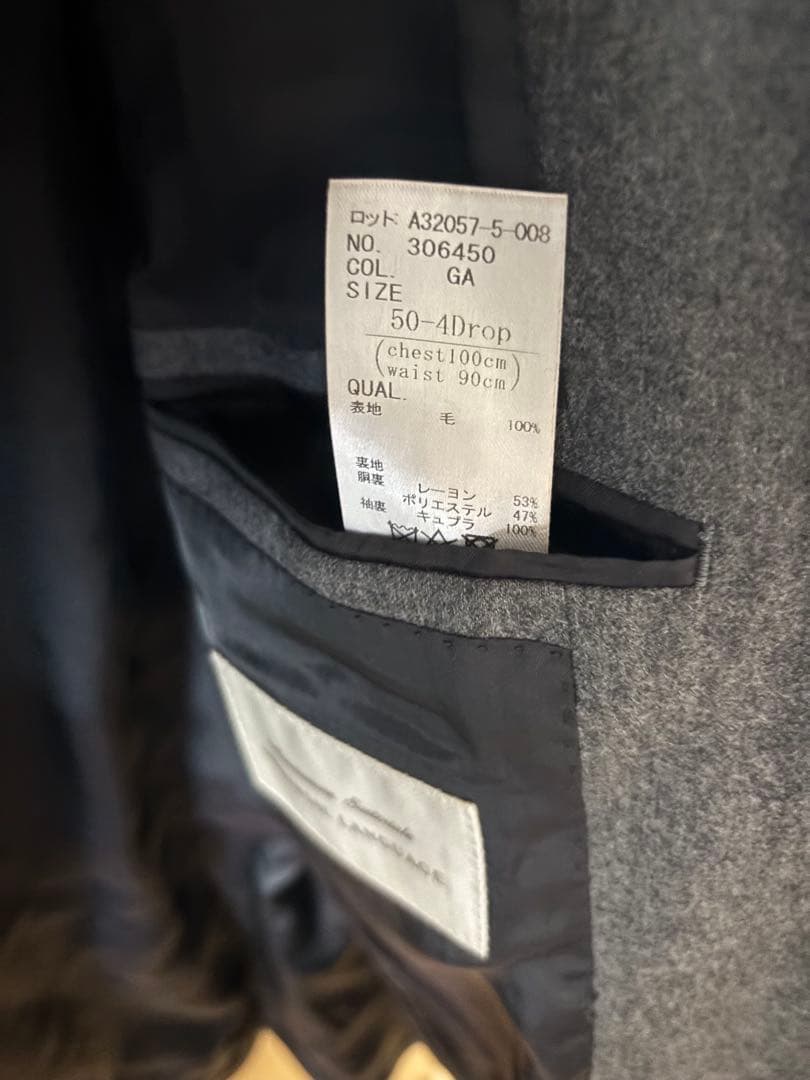 ロッド A32057-5-008
NO. 306450
COL. GA
SIZE
50-4Drop
(chest100cm
waist 90cm)
QUAL.
表地 毛 100%
裏地
胴裏 レーヨン 53%
ポリエステル 47%
袖裏 キュプラ 100%
LANGUAGE